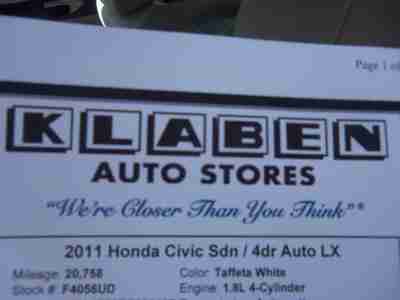 Page 1 of
KLABEN
AUTO STORES
"We're Closer Than You Think"®
2011 Honda Civic Sdn / 4dr Auto LX
Mileage: 20,758 Color: Taffeta White
Stock #: F4056UD Engine: 1.8L 4-Cylinder